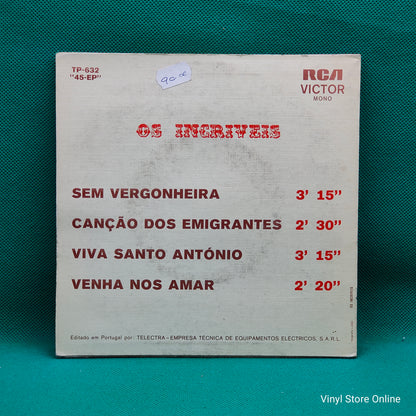 TP-632
"45-EP"
90.00
RCA
VICTOR
MONO
OS INCRIVEIS
SEM VERGONHEIRA 3' 15"
CANÇÃO DOS EMIGRANTES 2' 30"
VIVA SANTO ANTÓNIO 3' 15"
VENHA NOS AMAR 2' 20"
Editado em Portugal por: TELECTRA-EMPRESA TÉCNICA DE EQUIPAMENTOS ELÉCTRICOS, S.A.R.L.
Vinyl Store Online